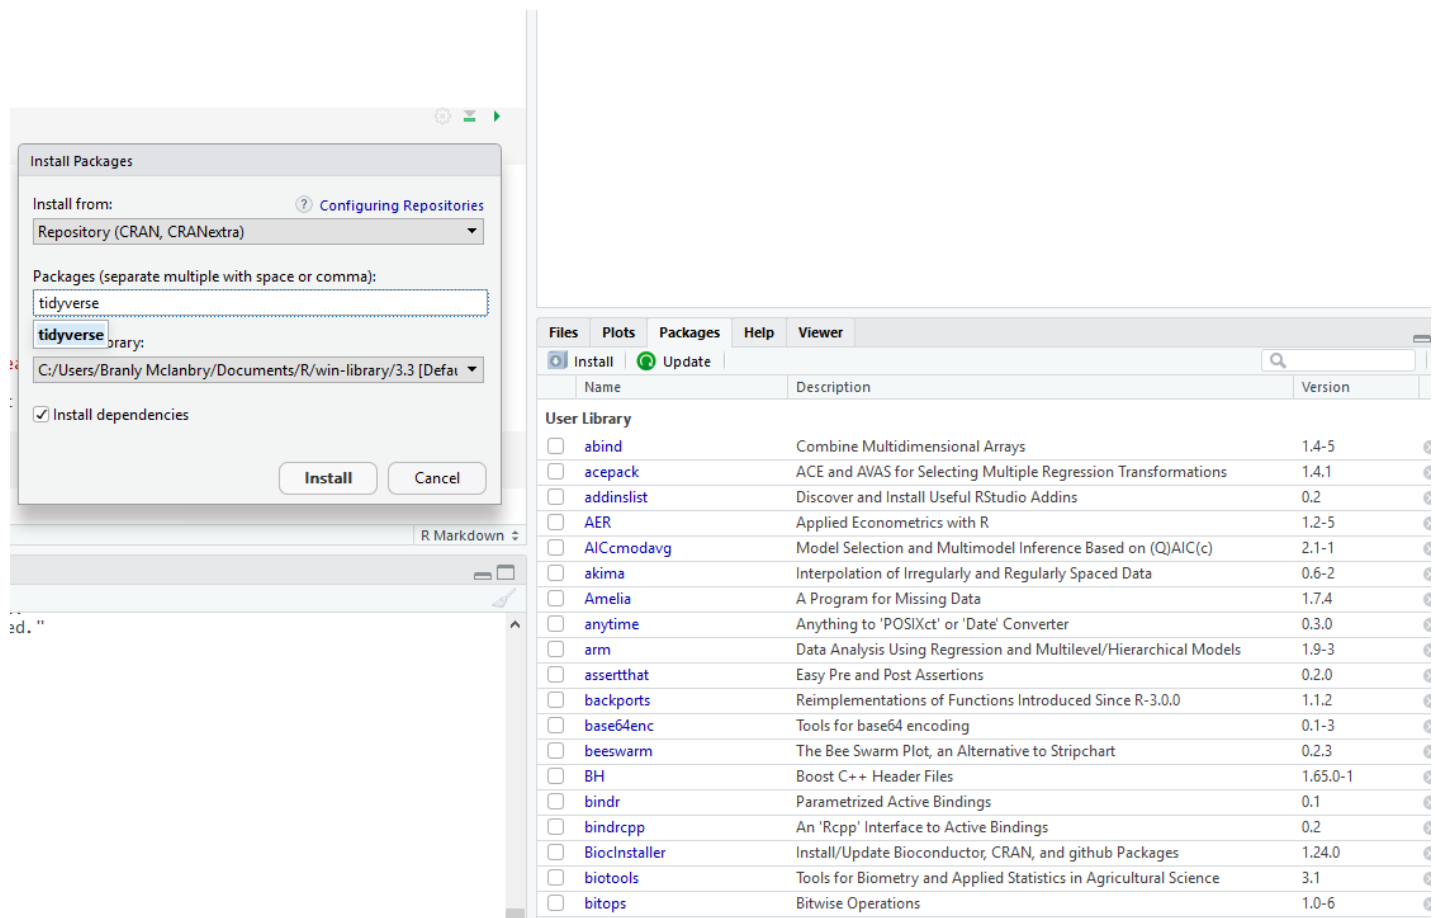 Install Packages
Install from:
? Configuring Repositories
Repository (CRAN, CRANextra)
Packages (separate multiple with space or comma):
tidyverse
tidyverse
brary:
C:/Users/Branly Mclanbry/Documents/R/win-library/3.3 [Defau
Install dependencies
Install Cancel
R Markdown
ed. "
Files Plots Packages Help Viewer
Install Update
Name Description Version
User Library
abind Combine Multidimensional Arrays 1.4-5
acepack ACE and AVAS for Selecting Multiple Regression Transformations 1.4.1
addinslist Discover and Install Useful RStudio Addins 0.2
AER Applied Econometrics with R 1.2-5
AICcmodavg Model Selection and Multimodel Inference Based on (Q)AIC(c) 2.1-1
akima Interpolation of Irregularly and Regularly Spaced Data 0.6-2
Amelia A Program for Missing Data 1.7.4
anytime Anything to 'POSIXct' or 'Date' Converter 0.3.0
arm Data Analysis Using Regression and Multilevel/Hierarchical Models 1.9-3
assertthat Easy Pre and Post Assertions 0.2.0
backports Reimplementations of Functions Introduced Since R-3.0.0 1.1.2
base64enc Tools for base64 encoding 0.1-3
beeswarm The Bee Swarm Plot, an Alternative to Stripchart 0.2.3
BH Boost C++ Header Files 1.65.0-1
bindr Parametrized Active Bindings 0.1
bindrcpp An 'Rcpp' Interface to Active Bindings 0.2
BiocInstaller Install/Update Bioconductor, CRAN, and github Packages 1.24.0
biotools Tools for Biometry and Applied Statistics in Agricultural Science 3.1
bitops Bitwise Operations 1.0-6